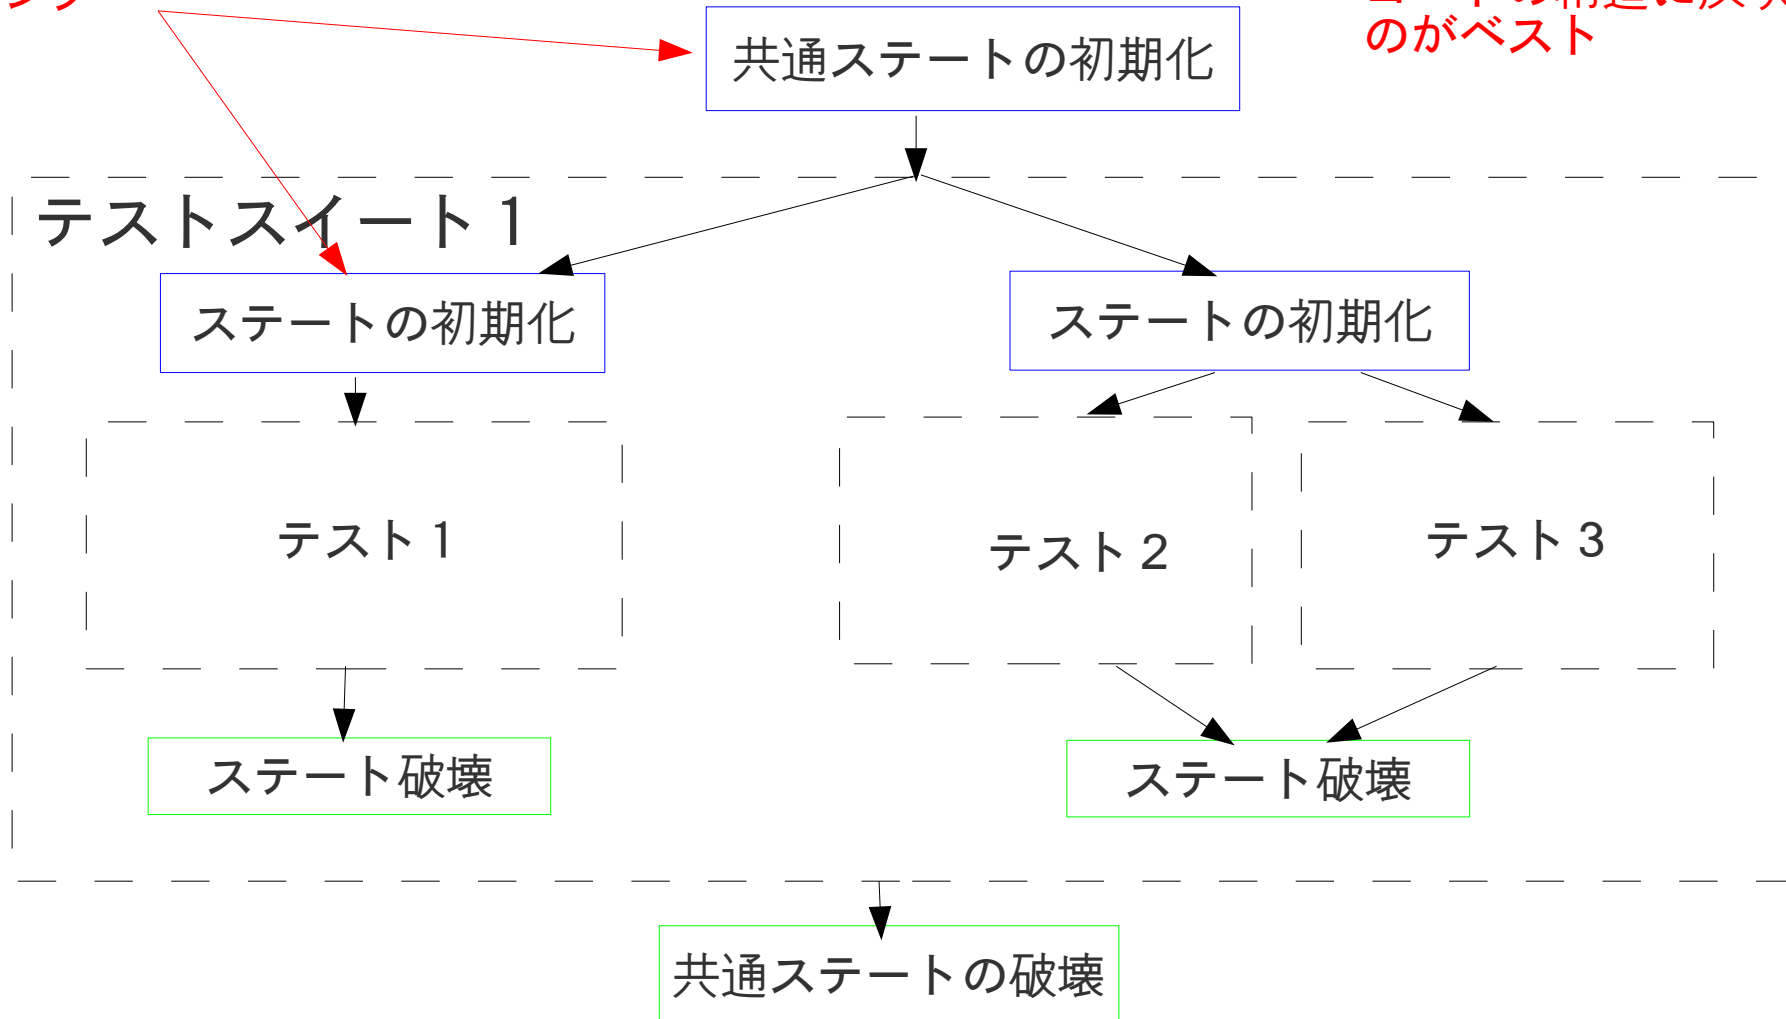 のがベスト
共通ステートの初期化
テストスイート1
ステートの初期化
ステートの初期化
テスト1
テスト2
テスト3
ステート破壊
ステート破壊
共通ステートの破壊